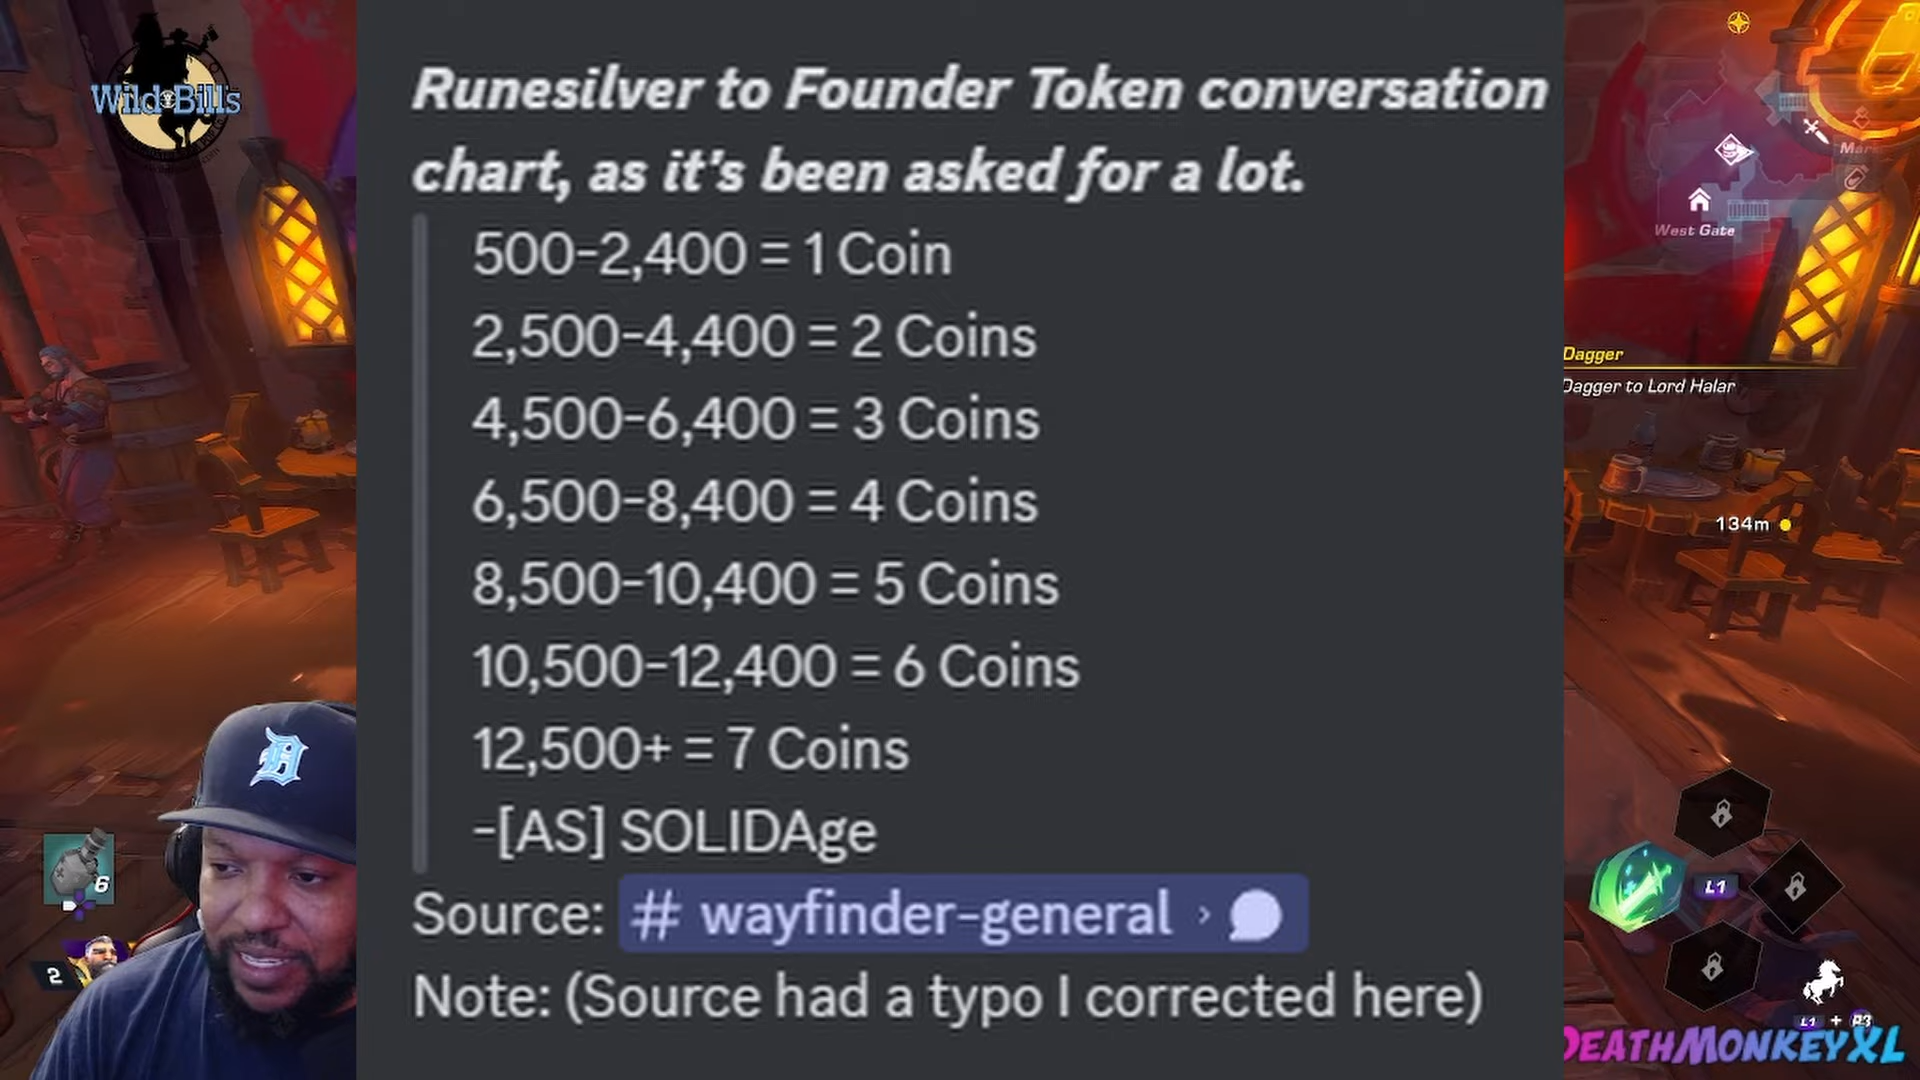 Wild Bills
Runesilver to Founder Token conversation
chart, as it's been asked for a lot.
500-2,400 = 1 Coin
2,500-4,400 = 2 Coins
4,500-6,400 = 3 Coins
6,500-8,400 = 4 Coins
8,500-10,400 = 5 Coins
10,500-12,400 = 6 Coins
12,500+ = 7 Coins
-[AS] SOLIDAge
Source: # wayfinder-general ›
Note: (Source had a typo I corrected here)
West Gate
Dagger
Dagger to Lord Halar
134m
6
2
L1
L1 + R3
DEATHMONKEYXL